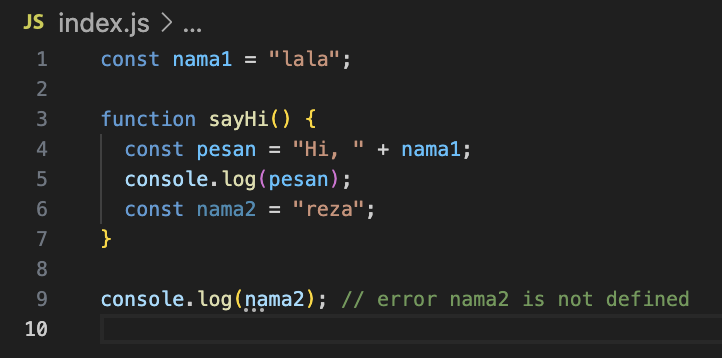 JS index.js > ...
1 const nama1 = "lala";
2
3 function sayHi() {
4 const pesan = "Hi, " + nama1;
5 console.log(pesan);
6 const nama2 = "reza";
7 }
8
9 console.log(nama2); // error nama2 is not defined
10